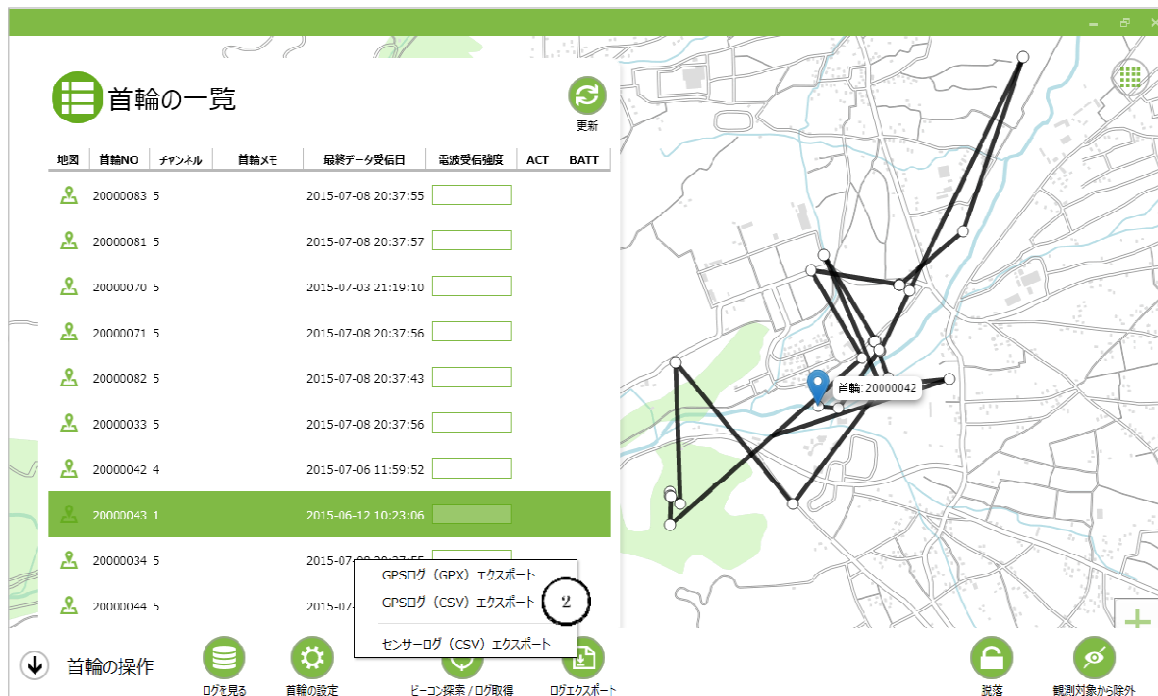 首輪の一覧
更新
地図 首輪NO チャンネル 首輪メモ 最終データ受信日 電波受信強度 ACT BATT
20000083 5 2015-07-08 20:37:55
20000081 5 2015-07-08 20:37:57
20000070 5 2015-07-03 21:19:10
20000071 5 2015-07-08 20:37:56
20000082 5 2015-07-08 20:37:43
20000033 5 2015-07-08 20:37:56
20000042 4 2015-07-06 11:59:52
20000043 1 2015-06-12 10:23:06
20000034 5 2015-07-08 20:37:55
20000044 5 2015-07
首輪: 20000042
GPSログ（GPX）エクスポート
GPSログ（CSV）エクスポート 2
センサーログ（CSV）エクスポート
首輪の操作
ログを見る 首輪の設定 ビーコン探索 / ログ取得 ログエクスポート 脱落 観測対象から除外